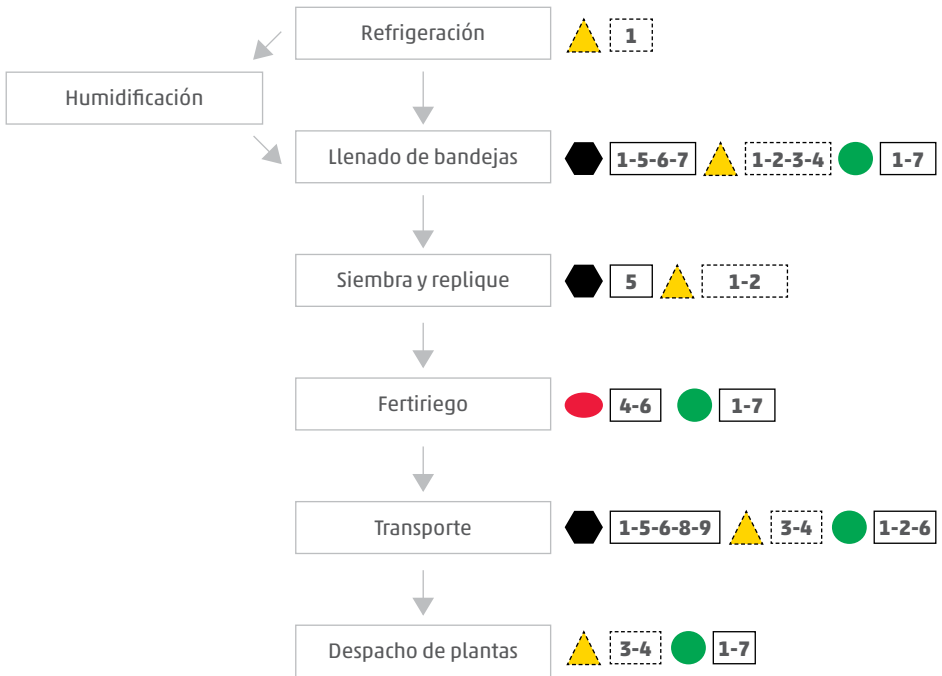 Refrigeración
1
Humidificación
Llenado de bandejas
1-5-6-7
1-2-3-4
1-7
Siembra y replique
5
1-2
Fertiriego
4-6
1-7
Transporte
1-5-6-8-9
3-4
1-2-6
Despacho de plantas
3-4
1-7